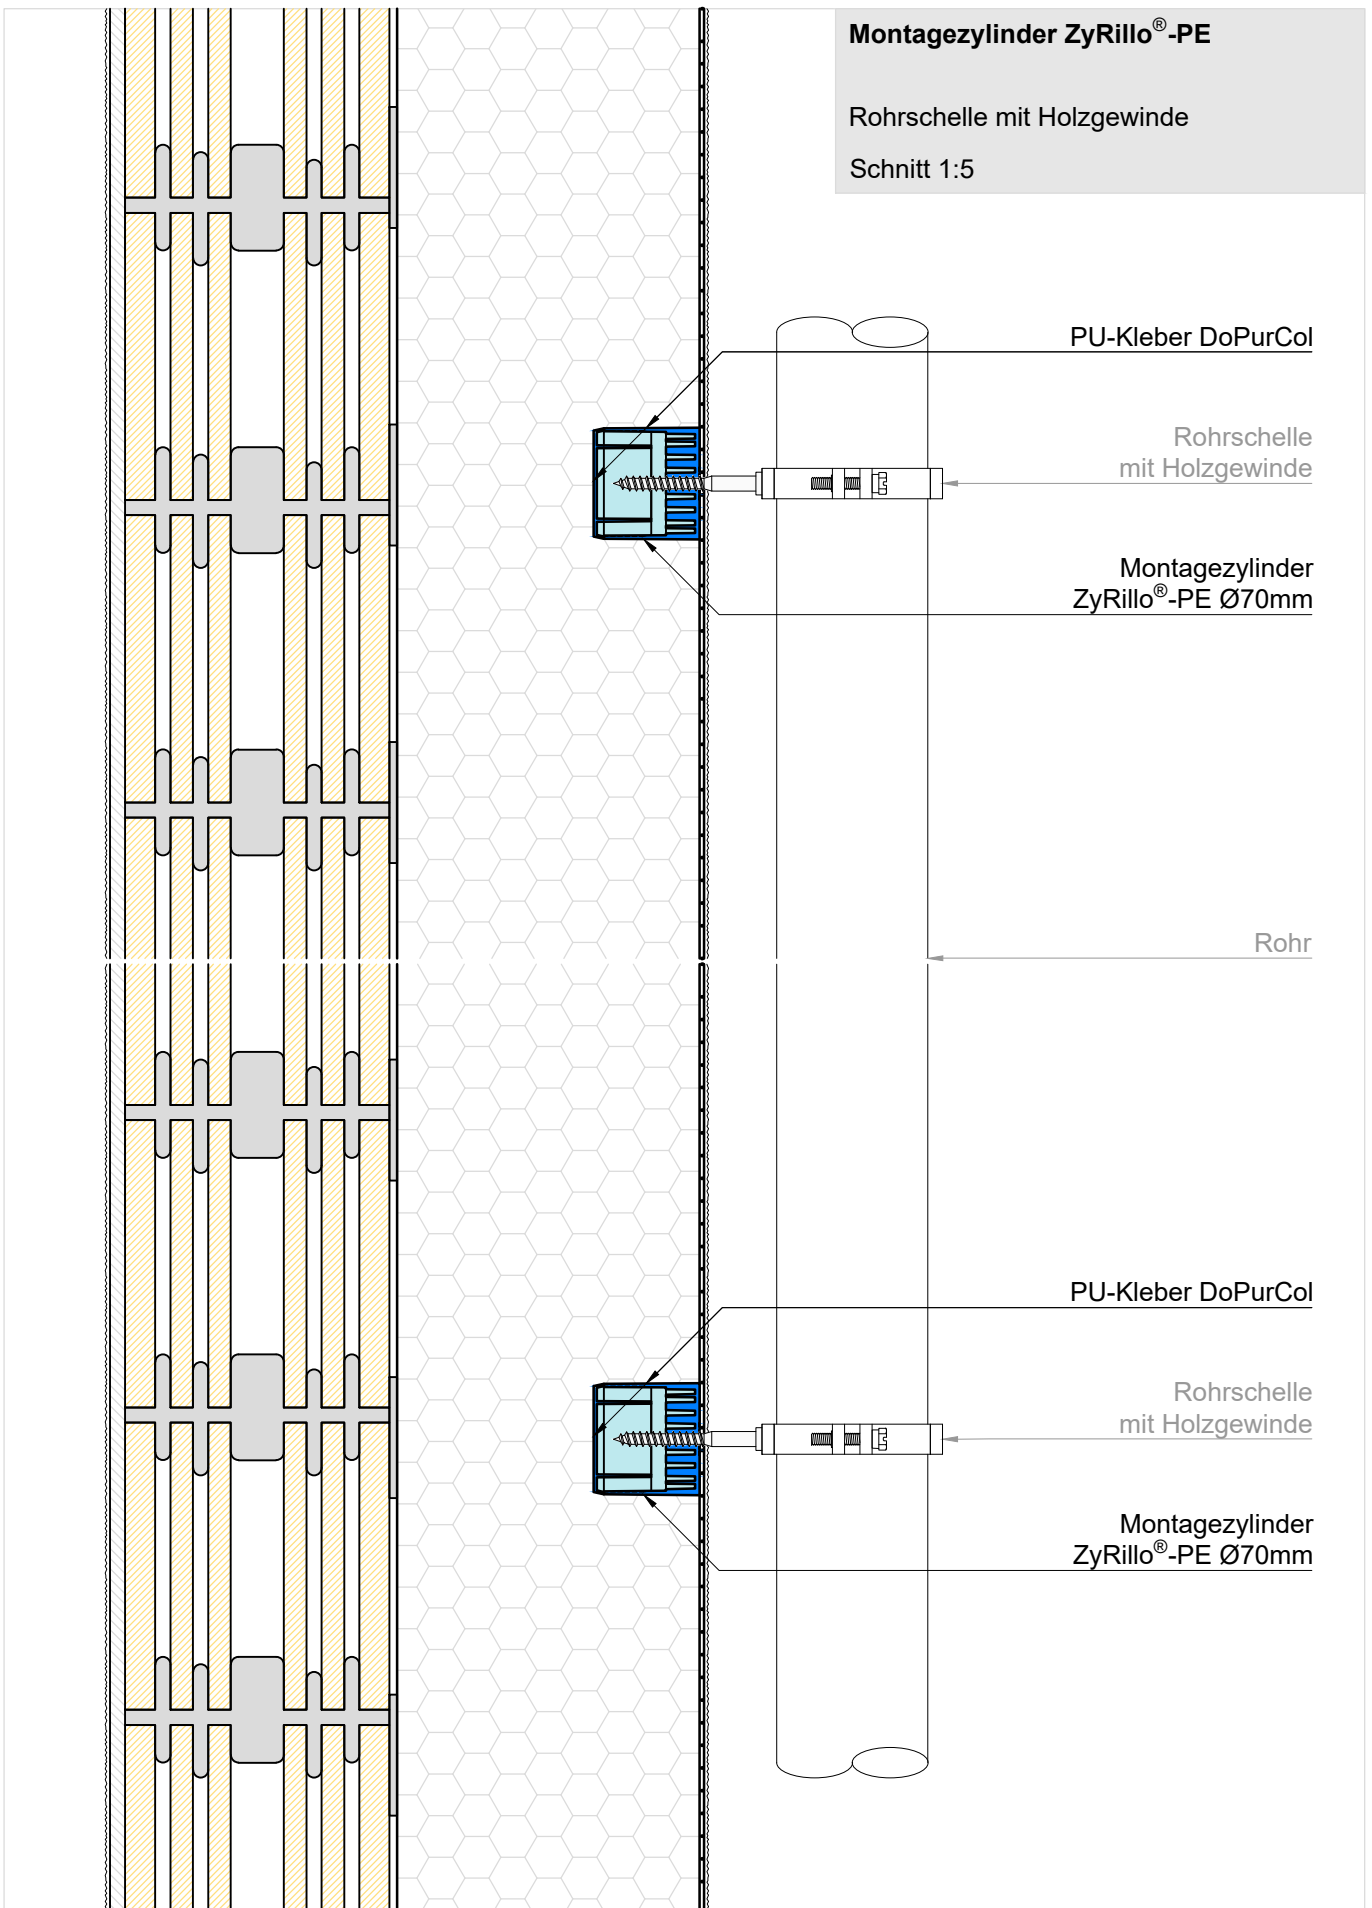 Montagezylinder ZyRillo®-PE
Rohrschelle mit Holzgewinde
Schnitt 1:5
PU-Kleber DoPurCol
Rohrschelle
mit Holzgewinde
Montagezylinder
ZyRillo®-PE Ø70mm
Rohr
PU-Kleber DoPurCol
Rohrschelle
mit Holzgewinde
Montagezylinder
ZyRillo®-PE Ø70mm